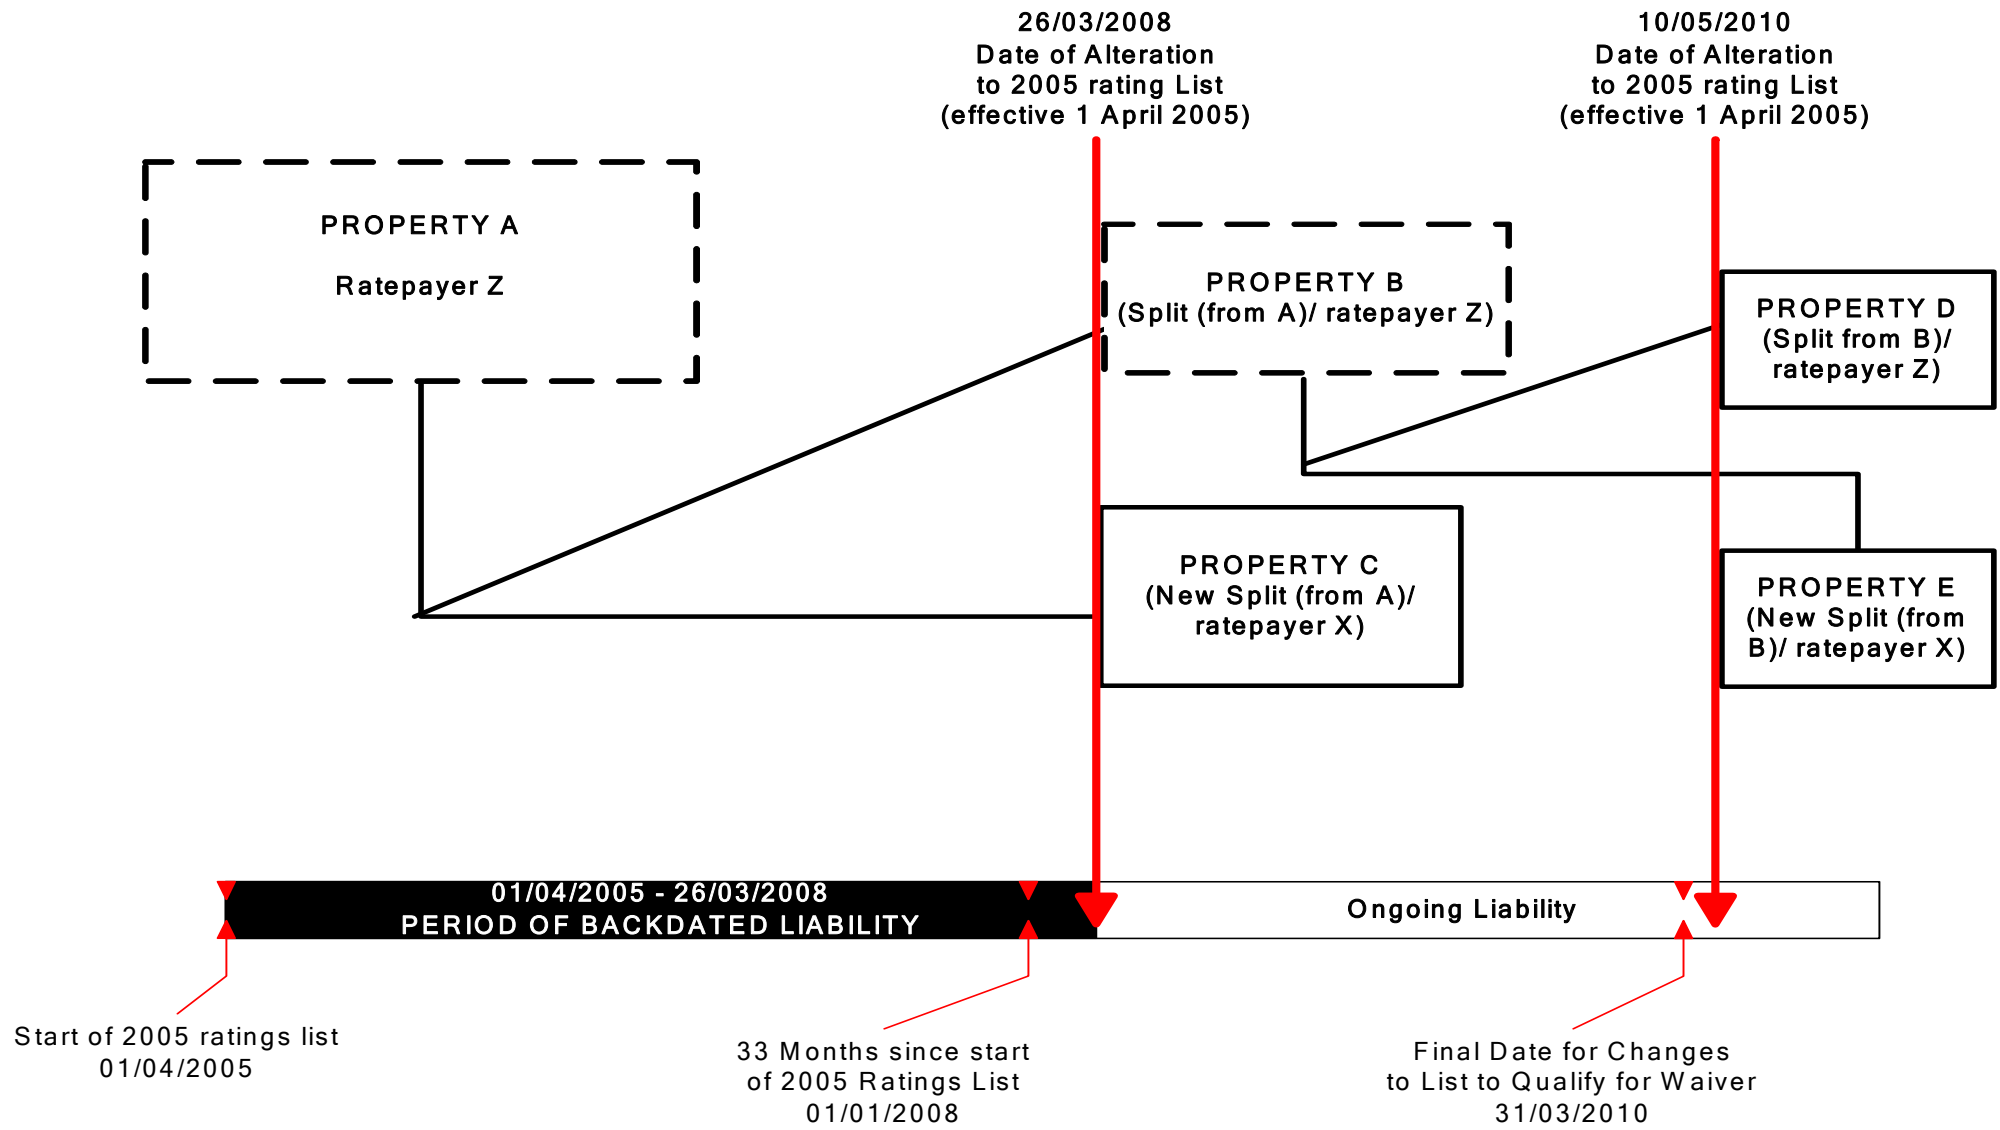 26/03/2008
Date of Alteration
to 2005 rating List
(effective 1 April 2005)
10/05/2010
Date of Alteration
to 2005 rating List
(effective 1 April 2005)
PROPERTY A
Ratepayer Z
PROPERTY B
(Split (from A)/ ratepayer Z)
PROPERTY D
(Split from B)/
ratepayer Z)
PROPERTY C
(New Split (from A)/
ratepayer X)
PROPERTY E
(New Split (from
B)/ ratepayer X)
01/04/2005 - 26/03/2008
PERIOD OF BACKDATED LIABILITY
Ongoing Liability
Start of 2005 ratings list
01/04/2005
33 Months since start
of 2005 Ratings List
01/01/2008
Final Date for Changes
to List to Qualify for Waiver
31/03/2010